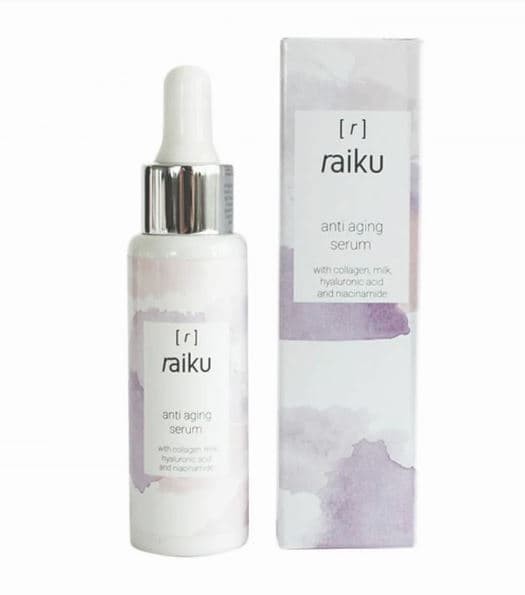 [r]
raiku
anti aging
serum
with collagen, milk,
hyaluronic acid
and niacinamide
[r]
raiku
anti aging
serum
with collagen, milk,
hyaluronic acid
and niacinamide